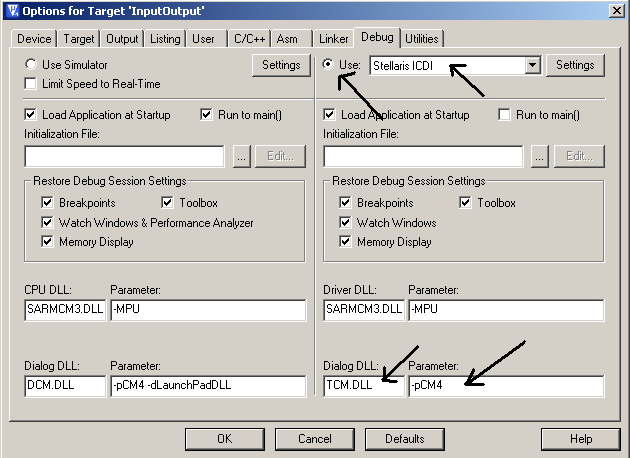 Options for Target 'InputOutput'
Device Target Output Listing User C/C++ Asm Linker Debug Utilities
Use Simulator Settings
Limit Speed to Real-Time
Use: Stellaris ICDI Settings
Load Application at Startup Run to main()
Initialization File:
... Edit...
Restore Debug Session Settings
Breakpoints Toolbox
Watch Windows & Performance Analyzer
Memory Display
CPU DLL: Parameter:
SARMCM3.DLL -MPU
Dialog DLL: Parameter:
DCM.DLL -pCM4 -dLaunchPadDLL
Load Application at Startup Run to main()
Initialization File:
... Edit...
Restore Debug Session Settings
Breakpoints Toolbox
Watch Windows
Memory Display
Driver DLL: Parameter:
SARMCM3.DLL -MPU
Dialog DLL: Parameter:
TCM.DLL -pCM4
OK Cancel Defaults Help